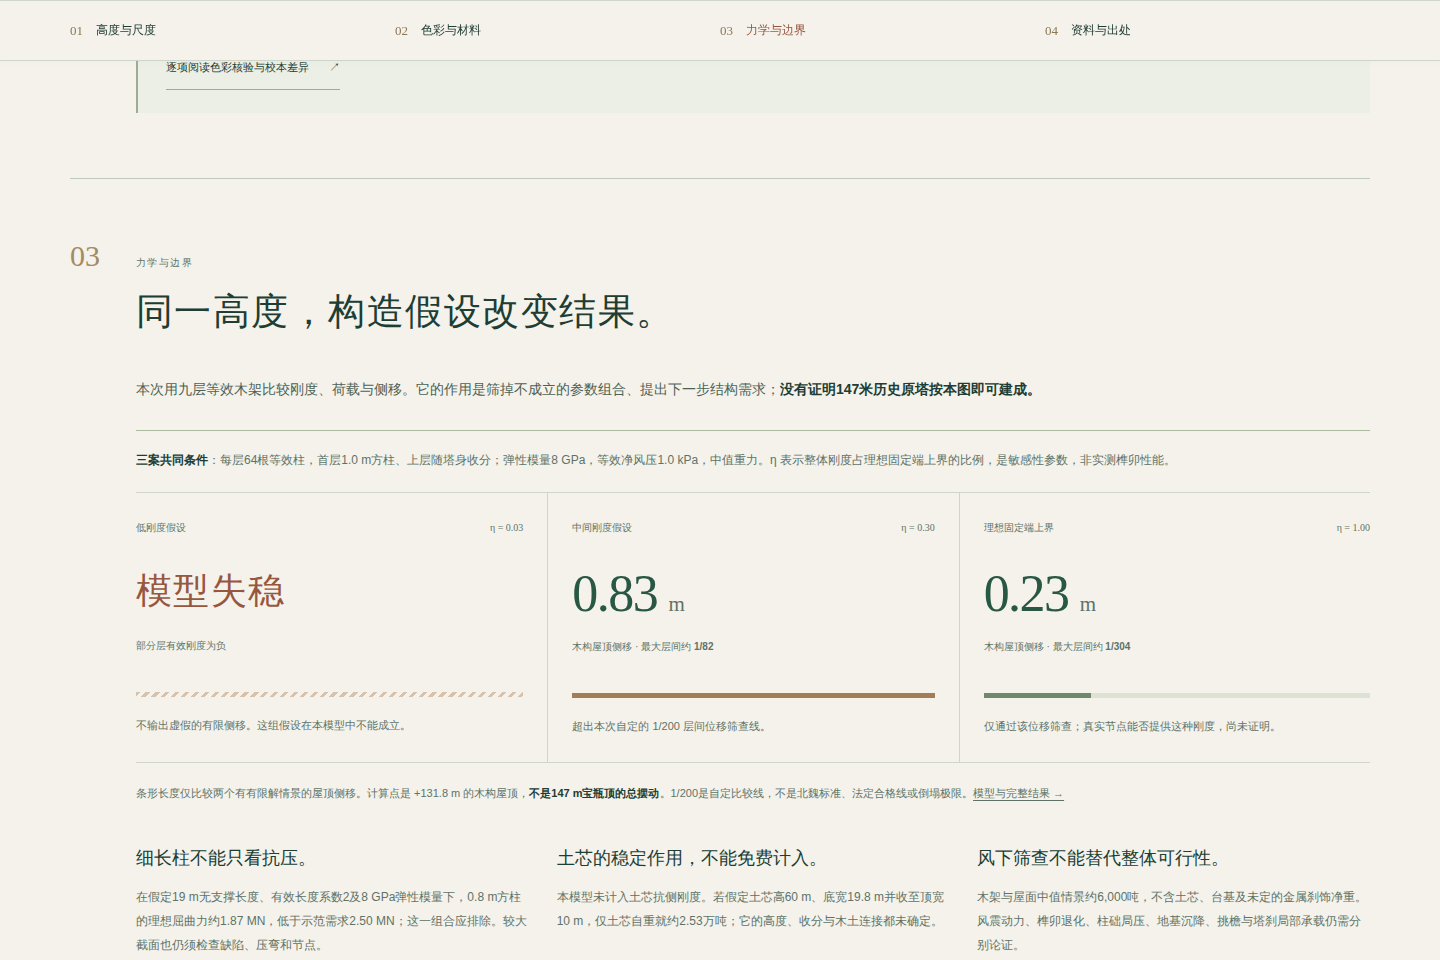 01 高度与尺度
02 色彩与材料
03 力学与边界
04 资料与出处
逐项阅读色彩核验与校本差异 ↗
03
力学与边界
同一高度，构造假设改变结果。
本次用九层等效木架比较刚度、荷载与侧移。它的作用是筛掉不成立的参数组合、提出下一步结构需求；没有证明147米历史原塔按本图即可建成。
三案共同条件：每层64根等效柱，首层1.0 m方柱、上层随塔身收分；弹性模量8 GPa，等效净风压1.0 kPa，中值重力。η 表示整体刚度占理想固定端上界的比例，是敏感性参数，非实测榫卯性能。
低刚度假设 η = 0.03
模型失稳
部分层有效刚度为负
不输出虚假的有限侧移。这组假设在本模型中不能成立。
中间刚度假设 η = 0.30
0.83 m
木构屋顶侧移 · 最大层间约 1/82
超出本次自定的 1/200 层间位移筛查线。
理想固定端上界 η = 1.00
0.23 m
木构屋顶侧移 · 最大层间约 1/304
仅通过该位移筛查；真实节点能否提供这种刚度，尚未证明。
条形长度仅比较两个有有限解情景的屋顶侧移。计算点是 +131.8 m 的木构屋顶，不是147 m宝瓶顶的总摆动。1/200是自定比较线，不是北魏标准、法定合格线或倒塌极限。模型与完整结果 →
细长柱不能只看抗压。
在假定19 m无支撑长度、有效长度系数2及8 GPa弹性模量下，0.8 m方柱
的理想屈曲力约1.87 MN，低于示范需求2.50 MN；这一组合应排除。较大
截面也仍须检查缺陷、压弯和节点。
土芯的稳定作用，不能免费计入。
本模型未计入土芯抗侧刚度。若假定土芯高60 m、底宽19.8 m并收至顶宽
10 m，仅土芯自重就约2.53万吨；它的高度、收分与木土连接都未确定。
风下筛查不能替代整体可行性。
木架与屋面中值情景约6,000吨，不含土芯、台基及未定的金属刹饰净重。
风震动力、榫卯退化、柱础局压、地基沉降、挑檐与塔刹局部承载仍需分
别论证。